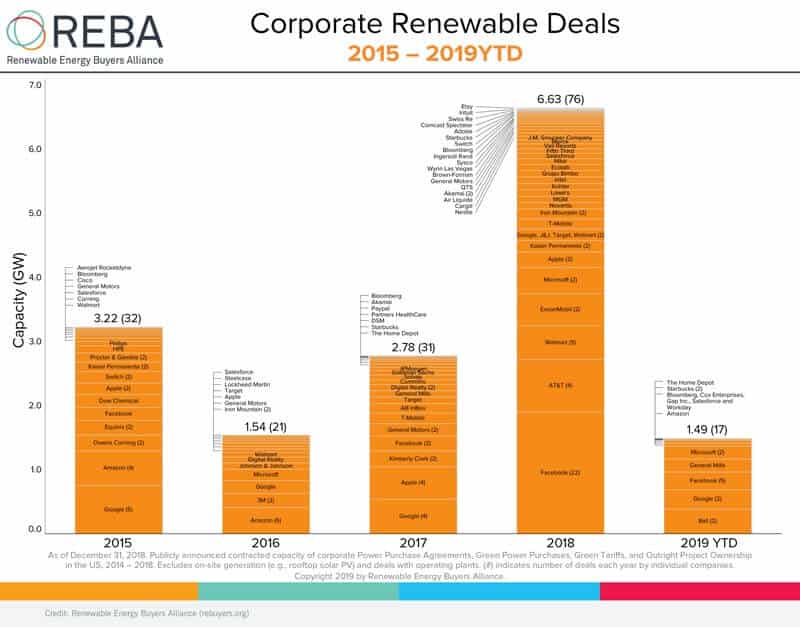 REBA
Renewable Energy Buyers Alliance
Corporate Renewable Deals
2015 – 2019YTD
Capacity (GW)
7.0
6.0
5.0
4.0
3.0
2.0
1.0
0.0
Aerojet Rocketdyne
Bloomberg
Cisco
General Motors
Salesforce
Corning
Walmart
3.22 (32)
Philips
HPE
Procter & Gamble (2)
Kaiser Permanente (2)
Switch (2)
Apple (2)
Dow Chemical
Facebook
Equinix (2)
Owens Corning (2)
Amazon (4)
Google (5)
2015
Salesforce
Steelcase
Lockheed Martin
Target
Apple
General Motors
Iron Mountain (2)
1.54 (21)
Walmart
Digital Realty
Johnson & Johnson
Microsoft
Google
3M (2)
Amazon (5)
2016
Bloomberg
Akamai
Paypal
Partners HealthCare
DSM
Starbucks
The Home Depot
2.78 (31)
JPMorgan
Goldman Sachs
Cummins
Digital Realty (2)
General Mills
Target
AB InBev
T-Mobile
General Motors (2)
Facebook (2)
Kimberly Clark (2)
Apple (4)
Google (4)
2017
Etsy
Intuit
Swiss Re
Comcast Spectator
Adobe
Starbucks
Switch
Bloomberg
Ingersoll Rand
Sysco
Wynn Las Vegas
Brown-Forman
General Motors
QTS
Akamai (2)
Air Liquide
Cargill
Nestle
6.63 (76)
J.M. Smucker Company
Vail Resorts
Fifth Third
Salesforce
Nike
Ecolab
Grupo Bimbo
Intel
Kohler
Lowe's
MGM
Novartis
Iron Mountain (2)
T-Mobile
Google, JLL, Target, Walmart (2)
Kaiser Permanente (2)
Apple (2)
Microsoft (2)
ExxonMobil (2)
Walmart (9)
AT&T (4)
Facebook (22)
2018
The Home Depot
Starbucks (2)
Bloomberg, Cox Enterprises,
Gap Inc., Salesforce and
Workday
Amazon
1.49 (17)
Microsoft (2)
General Mills
Facebook (5)
Google (2)
Ball (2)
2019 YTD
As of December 31, 2018. Publicly announced contracted capacity of corporate Power Purchase Agreements, Green Power Purchases, Green Tariffs, and Outright Project Ownership
in the US, 2014 – 2018. Excludes on-site generation (e.g., rooftop solar PV) and deals with operating plants. (#) indicates number of deals each year by individual companies.
Copyright 2019 by Renewable Energy Buyers Alliance.
Credit: Renewable Energy Buyers Alliance (rebuyers.org)